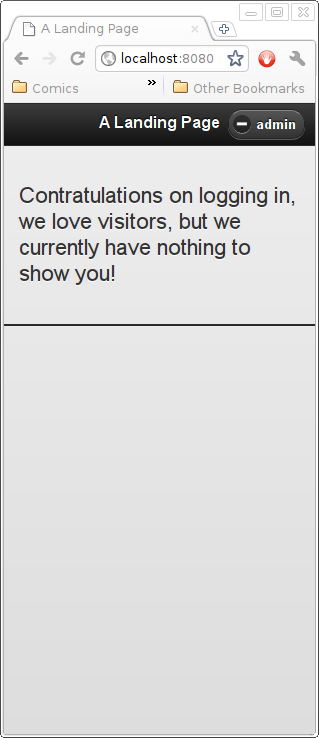 A Landing Page
localhost:8080
Comics
Other Bookmarks
A Landing Page
admin
Contratulations on logging in,
we love visitors, but we
currently have nothing to
show you!